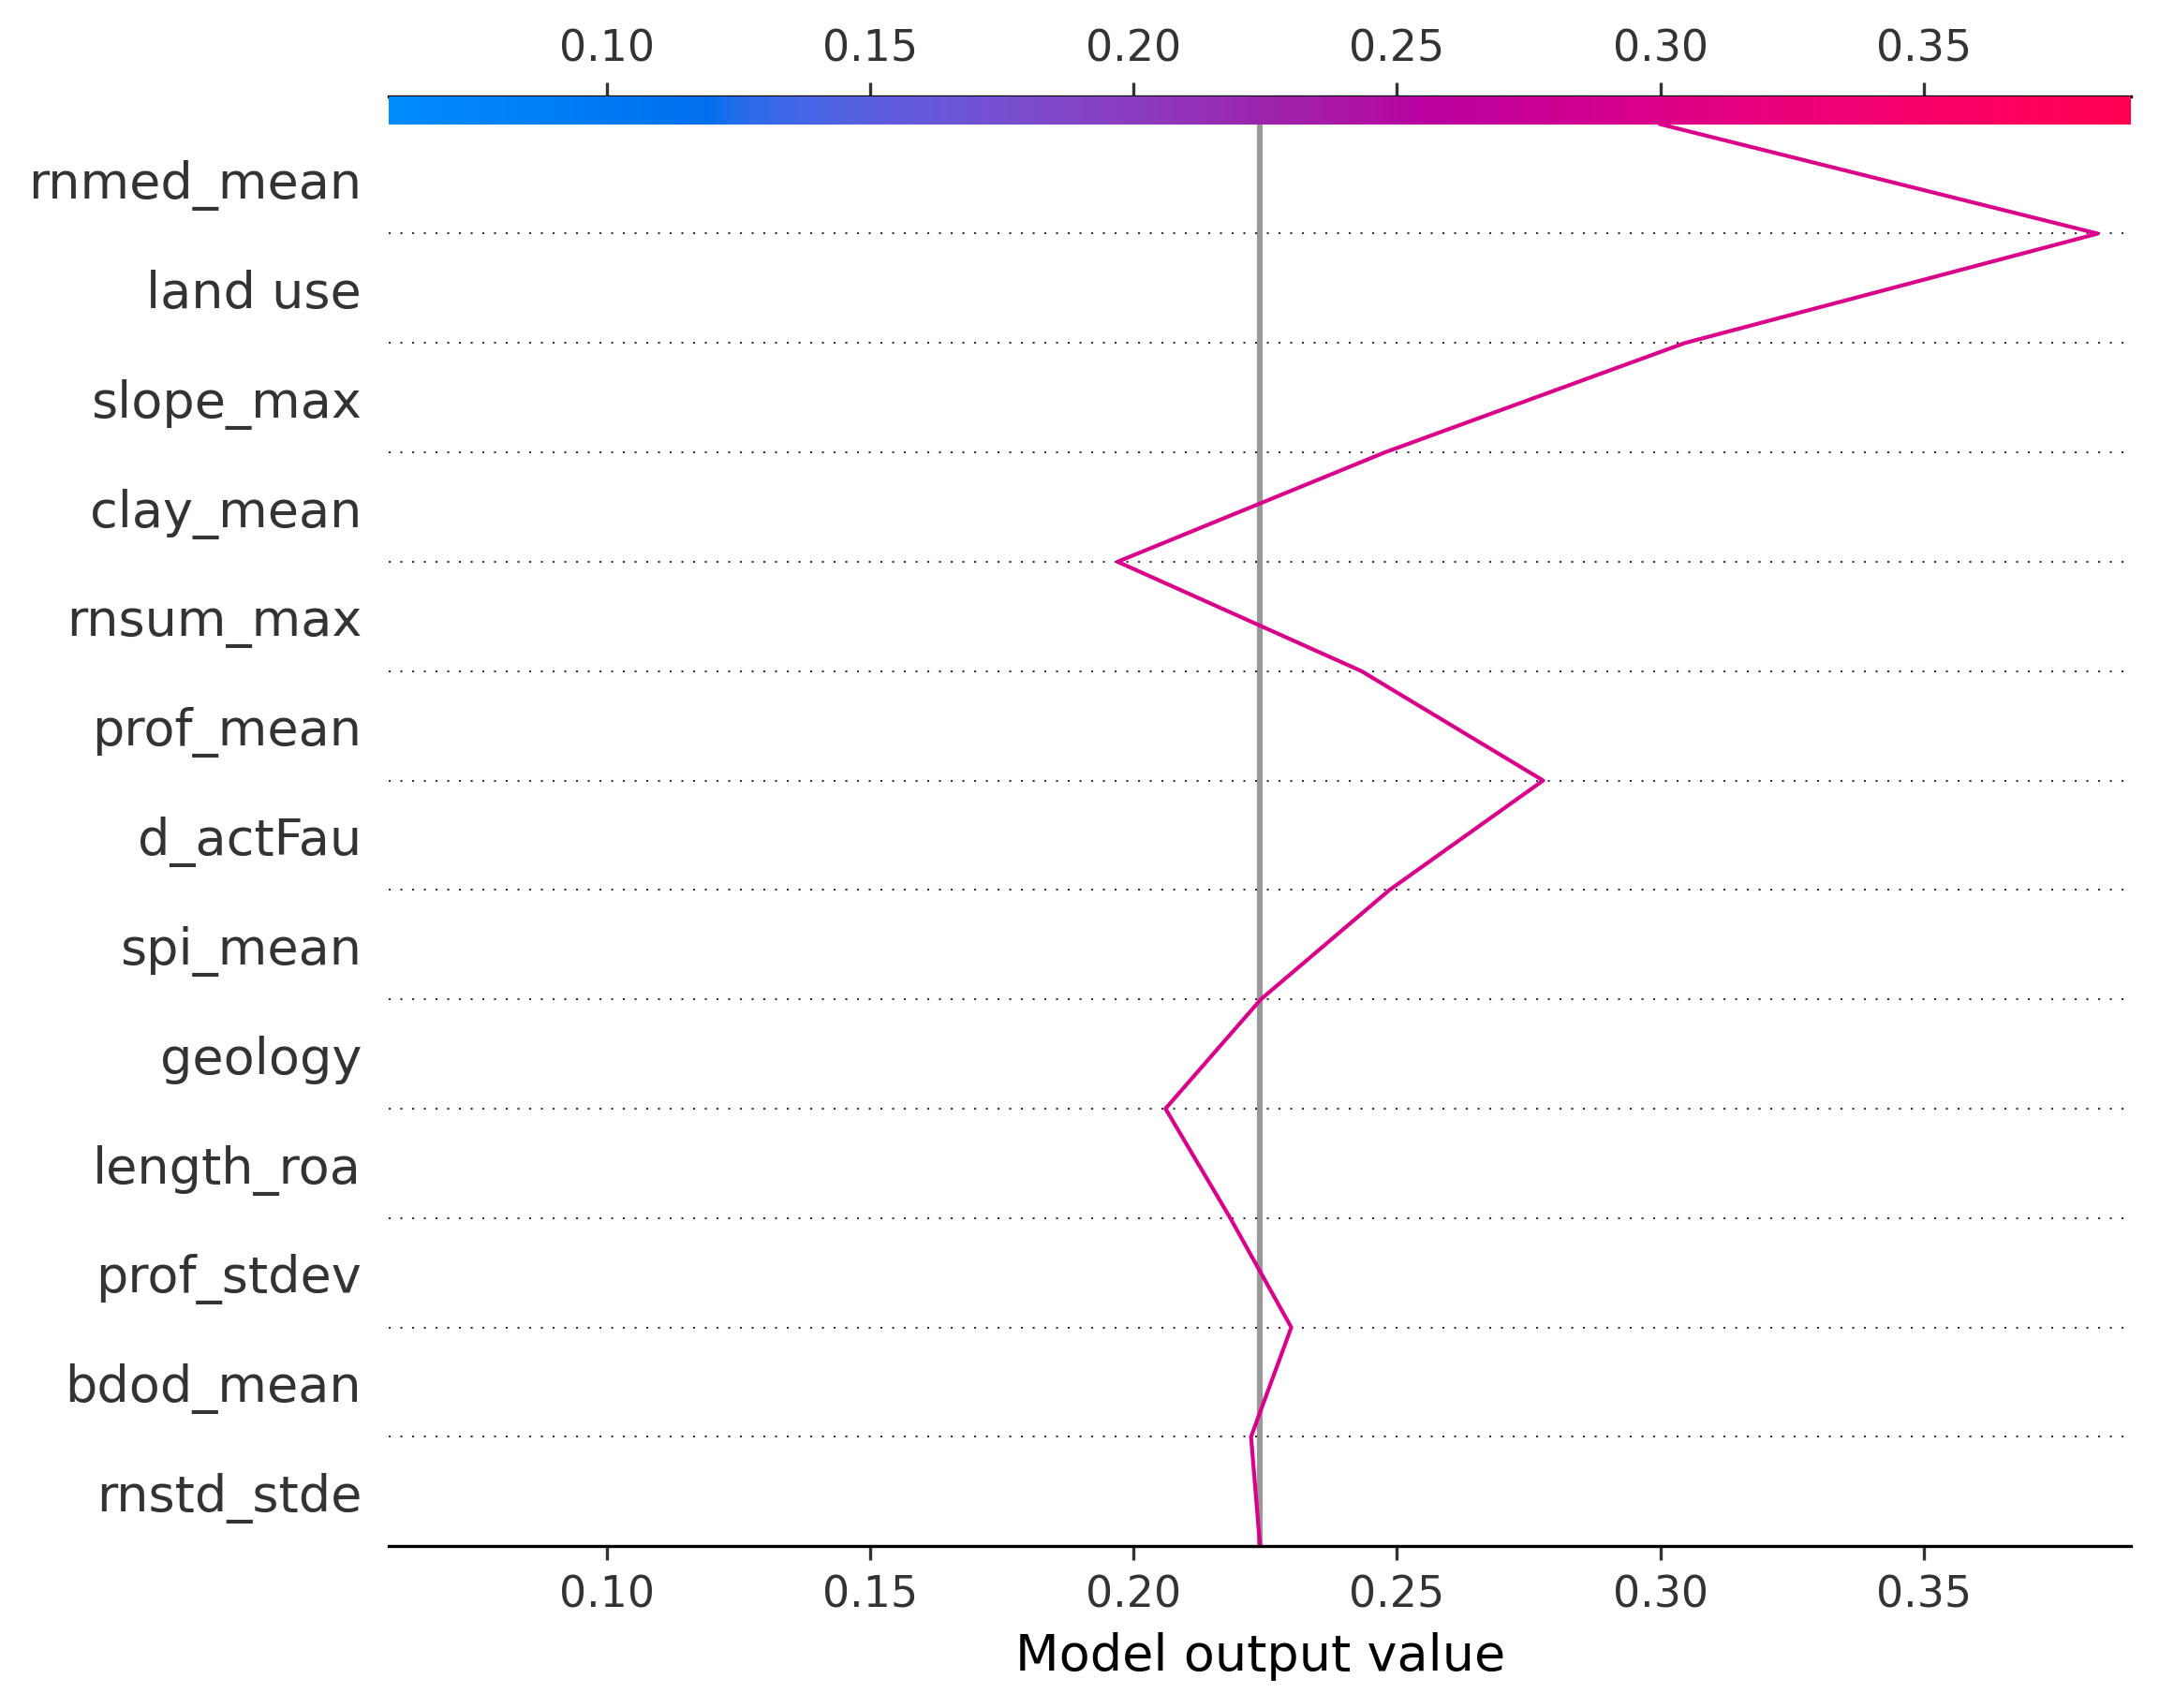 0.10 0.15 0.20 0.25 0.30 0.35
rnmed_mean
land use
slope_max
clay_mean
rnsum_max
prof_mean
d_actFau
spi_mean
geology
length_roa
prof_stdev
bdod_mean
rnstd_stde
0.10 0.15 0.20 0.25 0.30 0.35
Model output value